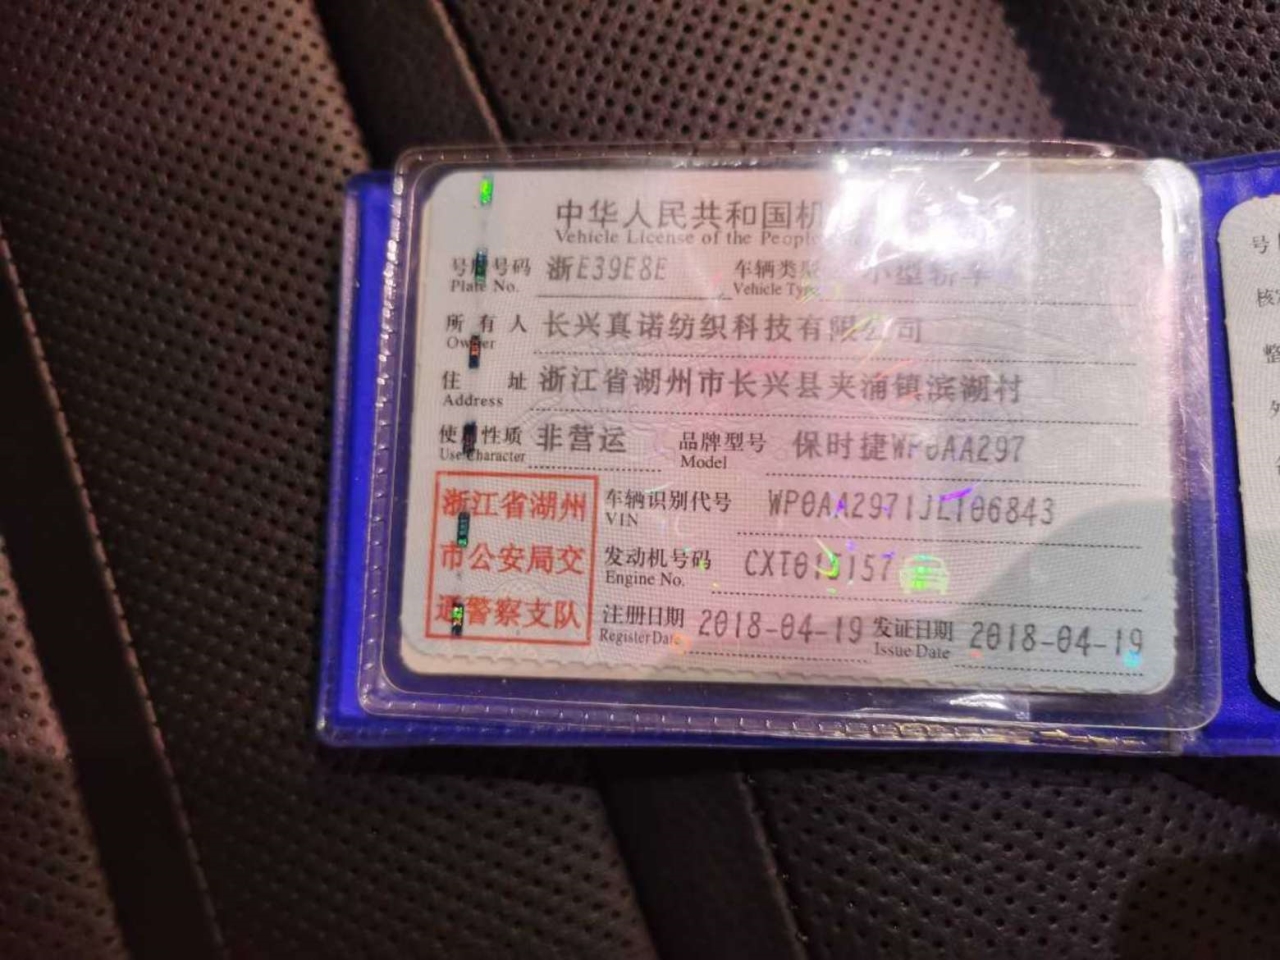 中华人民共和国机
Vehicle License of the People
号牌号码 浙E39E8E 车辆类型 小型轿车
Plate No. Vehicle Type
所有人 长兴真诺纺织科技有限公司
Owner
住址 浙江省湖州市长兴县夹浦镇滨湖村
Address
使用性质 非营运 品牌型号 保时捷WP0AA297
Use Character Model
浙江省湖州
市公安局交
通警察支队
车辆识别代号 WP0AA2971JL106843
VIN
发动机号码
Engine No.
注册日期 2018-04-19 发证日期 2018-04-19
Register Date Issue Date
号
核
整